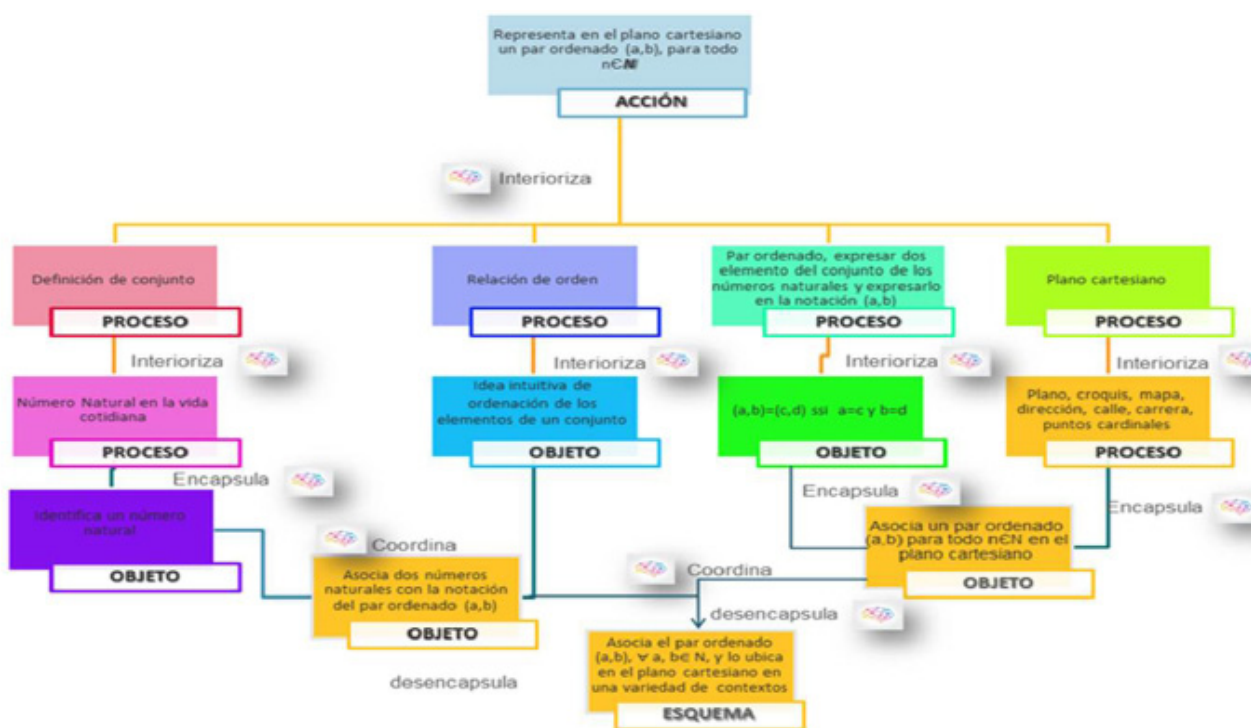 Representa en el plano cartesiano
un par ordenado (a,b), para todo
nЄN
ACCIÓN
Interioriza
Definición de conjunto
PROCESO
Relación de orden
PROCESO
Par ordenado, expresar dos
elemento del conjunto de los
números naturales y expresarlo
en la notación (a,b)
PROCESO
Plano cartesiano
PROCESO
Interioriza
Interioriza
Interioriza
Interioriza
Número Natural en la vida
cotidiana
PROCESO
Idea intuitiva de
ordenación de los
elementos de un conjunto
OBJETO
(a,b)=(c,d) ssi a=c y b=d
OBJETO
Plano, croquis, mapa,
dirección, calle, carrera,
puntos cardinales
PROCESO
Encapsula
Encapsula
Encapsula
Identifica un número
natural
OBJETO
Coordina
Asocia dos números
naturales con la notación
del par ordenado (a,b)
OBJETO
Coordina
Asocia un par ordenado
(a,b) para todo nЄN en el
plano cartesiano
OBJETO
desencapsula
desencapsula
Asocia el par ordenado
(a,b), ∀ a, b∈ N, y lo ubica
en el plano cartesiano en
una variedad de contextos
ESQUEMA